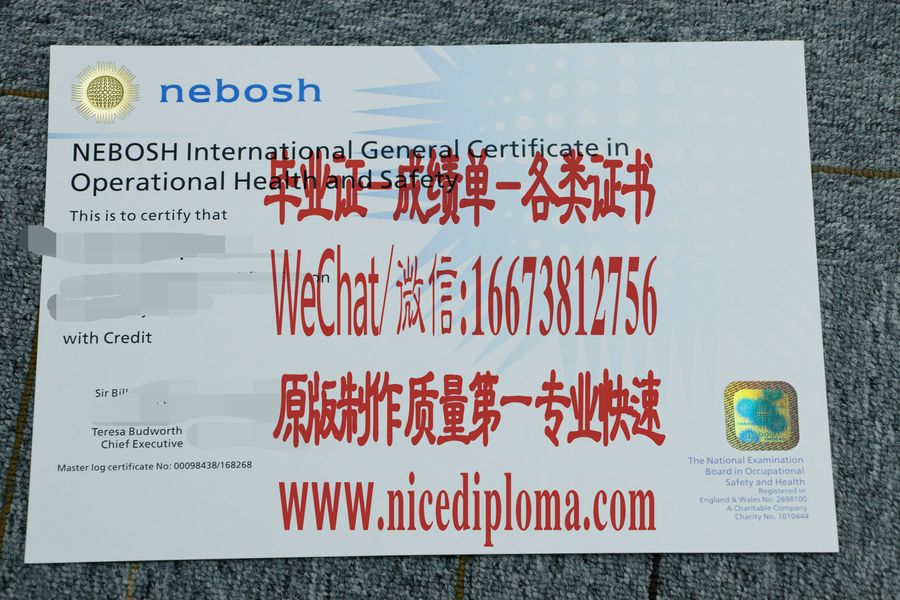 nebosh
NEBOSH International General Certificate in
Operational Health and Safety
毕业证一成绩单一各类证书
This is to certify that
WeChat/微信:16673812756
with Credit
原版制作质量第一专业快速
Sir Bill
Teresa Budworth
Chief Executive
Master log certificate No: 00098438/168268
www.nicediploma.com
The National Examination
Board in Occupational
Safety and Health
Registered in
England & Wales No. 2698100
A Charitable Company
Charity No. 1010444